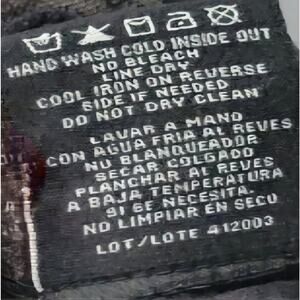 HAND WASH COLD INSIDE OUT
NO BLEACH
LINE DRY
COOL IRON ON REVERSE
SIDE IF NEEDED
DO NOT DRY CLEAN
LAVAR A MANO
CON AGUA FRIA AL REVES
NO BLANQUEADOR
SECAR COLGADO
PLANCHAR AL REVES
A BAJA TEMPERATURA
SI SE NECESITA.
NO LIMPIAR EN SECO
LOT/LOTE 412003